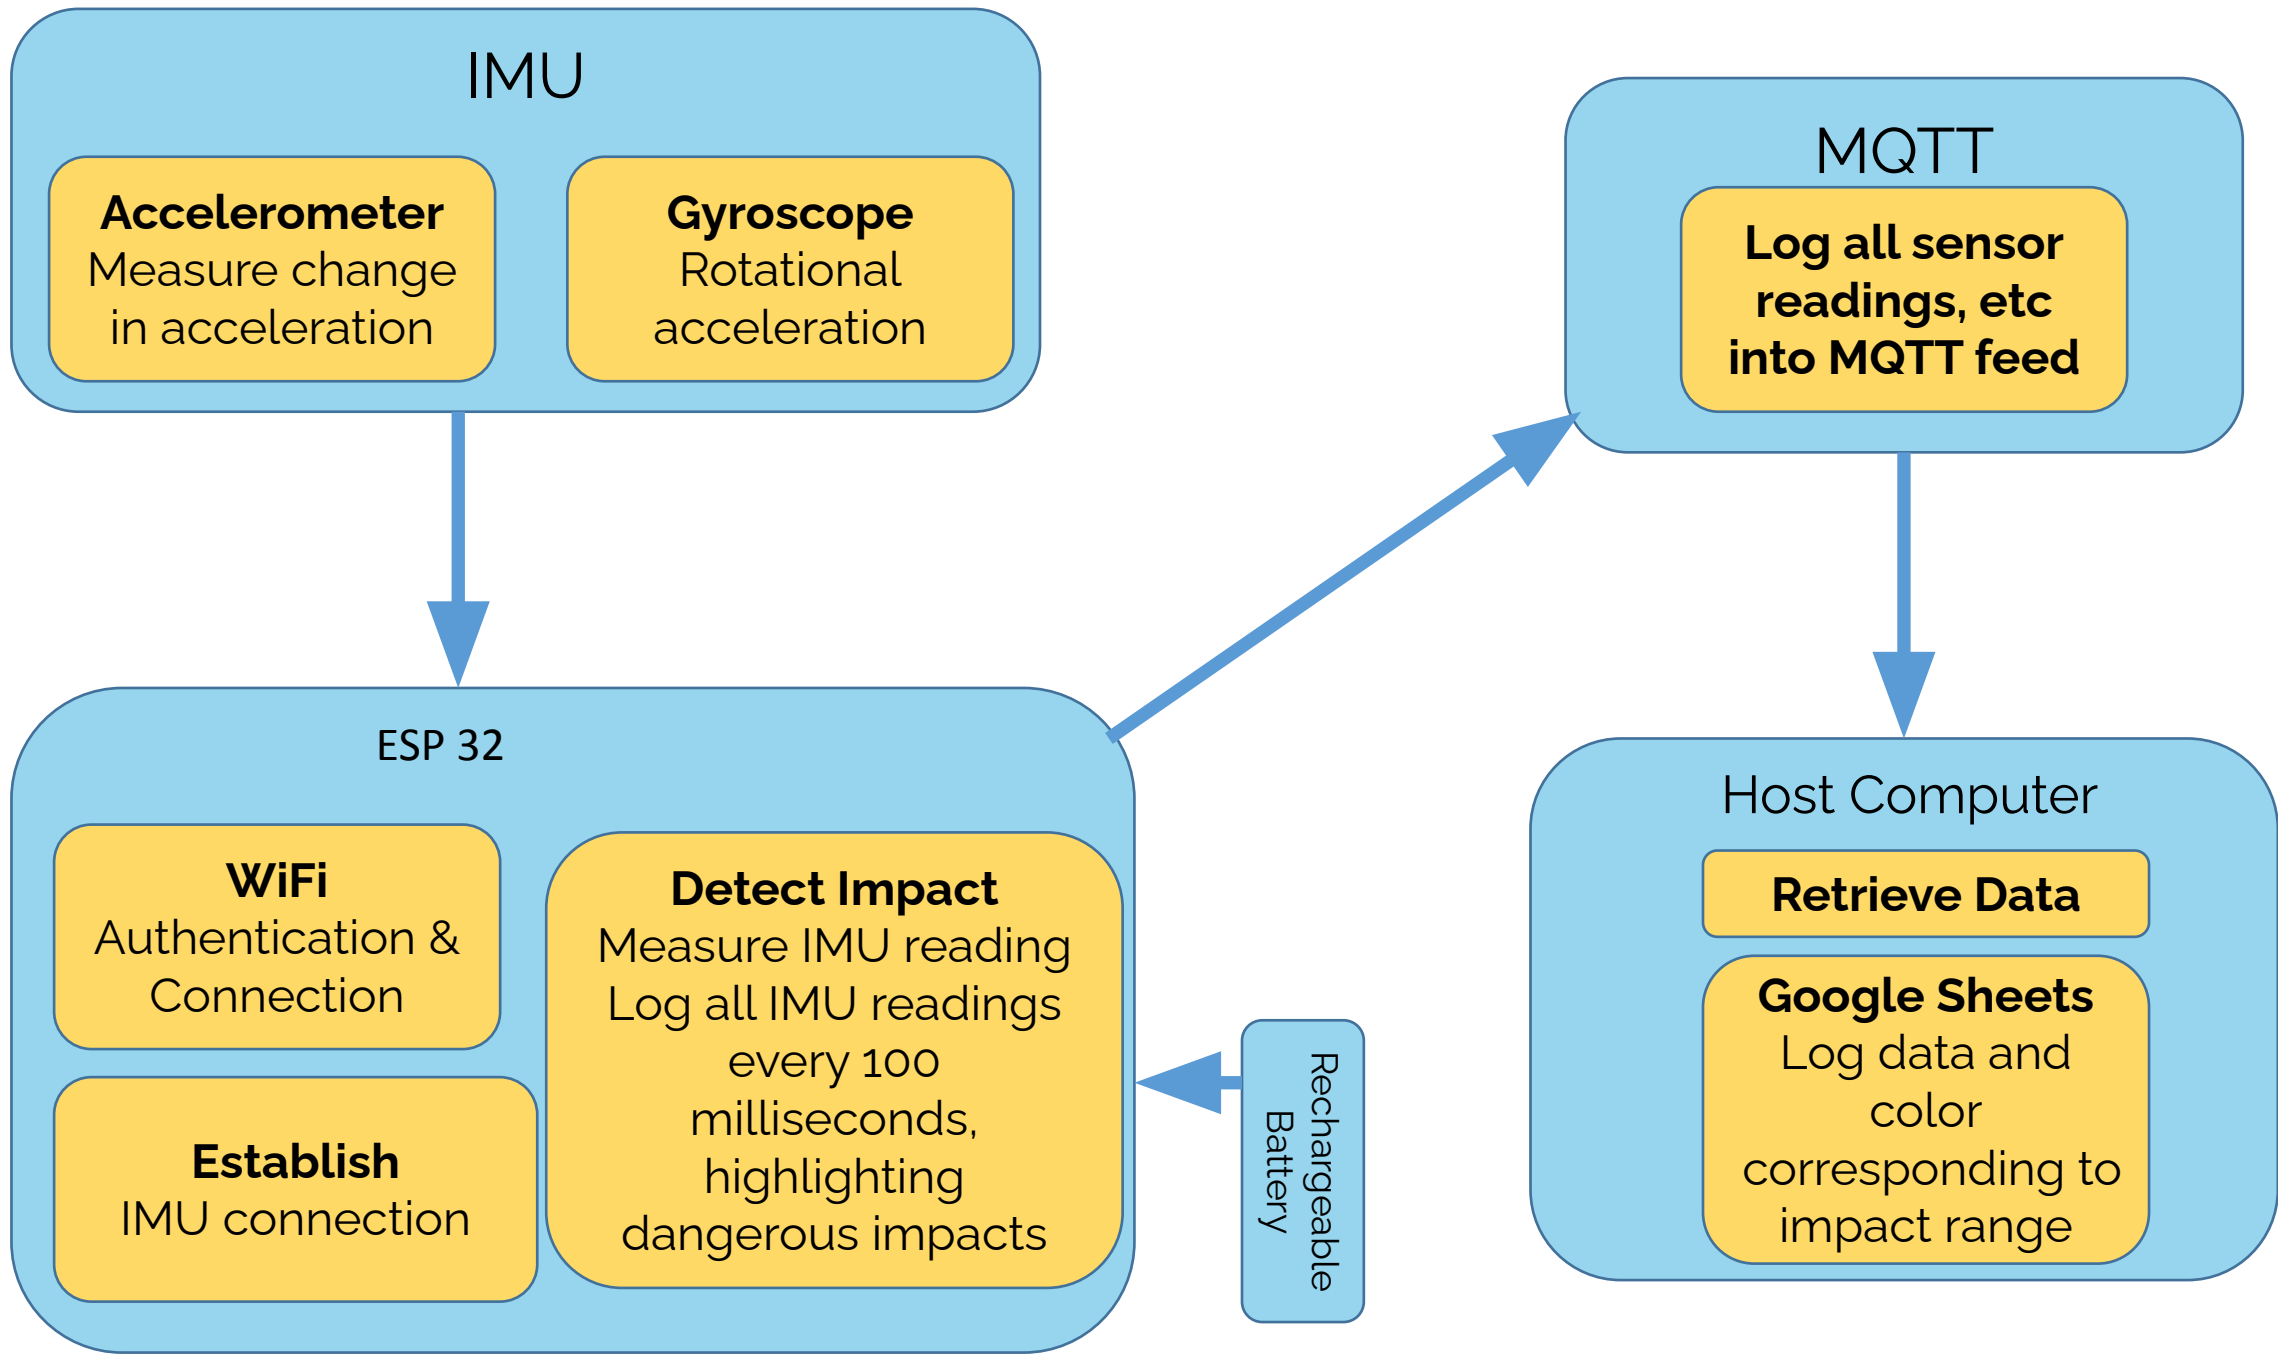 IMU
Accelerometer
Measure change
in acceleration
Gyroscope
Rotational
acceleration
MQTT
Log all sensor
readings, etc
into MQTT feed
ESP 32
WiFi
Authentication &
Connection
Establish
IMU connection
Detect Impact
Measure IMU reading
Log all IMU readings
every 100
milliseconds,
highlighting
dangerous impacts
Rechargeable
Battery
Host Computer
Retrieve Data
Google Sheets
Log data and
color
corresponding to
impact range